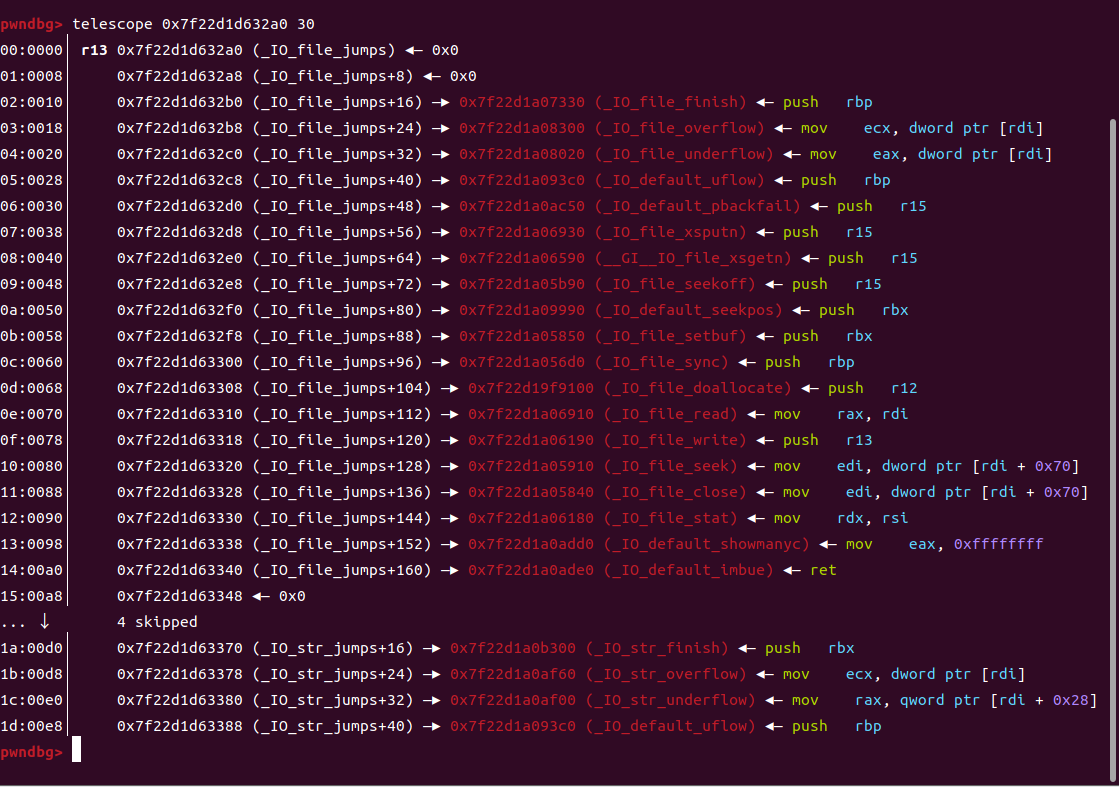 pwndbg> telescope 0x7f22d1d632a0 30
00:0000│ r13 0x7f22d1d632a0 (_IO_file_jumps) ◂— 0x0
01:0008│     0x7f22d1d632a8 (_IO_file_jumps+8) ◂— 0x0
02:0010│     0x7f22d1d632b0 (_IO_file_jumps+16) —▸ 0x7f22d1a07330 (_IO_file_finish) ◂— push   rbp
03:0018│     0x7f22d1d632b8 (_IO_file_jumps+24) —▸ 0x7f22d1a08300 (_IO_file_overflow) ◂— mov    ecx, dword ptr [rdi]
04:0020│     0x7f22d1d632c0 (_IO_file_jumps+32) —▸ 0x7f22d1a08020 (_IO_file_underflow) ◂— mov    eax, dword ptr [rdi]
05:0028│     0x7f22d1d632c8 (_IO_file_jumps+40) —▸ 0x7f22d1a093c0 (_IO_default_uflow) ◂— push   rbp
06:0030│     0x7f22d1d632d0 (_IO_file_jumps+48) —▸ 0x7f22d1a0ac50 (_IO_default_pbackfail) ◂— push   r15
07:0038│     0x7f22d1d632d8 (_IO_file_jumps+56) —▸ 0x7f22d1a06930 (_IO_file_xsputn) ◂— push   r15
08:0040│     0x7f22d1d632e0 (_IO_file_jumps+64) —▸ 0x7f22d1a06590 (__GI__IO_file_xsgetn) ◂— push   r15
09:0048│     0x7f22d1d632e8 (_IO_file_jumps+72) —▸ 0x7f22d1a05b90 (_IO_file_seekoff) ◂— push   r15
0a:0050│     0x7f22d1d632f0 (_IO_file_jumps+80) —▸ 0x7f22d1a09990 (_IO_default_seekpos) ◂— push   rbx
0b:0058│     0x7f22d1d632f8 (_IO_file_jumps+88) —▸ 0x7f22d1a05850 (_IO_file_setbuf) ◂— push   rbx
0c:0060│     0x7f22d1d63300 (_IO_file_jumps+96) —▸ 0x7f22d1a056d0 (_IO_file_sync) ◂— push   rbp
0d:0068│     0x7f22d1d63308 (_IO_file_jumps+104) —▸ 0x7f22d19f9100 (_IO_file_doallocate) ◂— push   r12
0e:0070│     0x7f22d1d63310 (_IO_file_jumps+112) —▸ 0x7f22d1a06910 (_IO_file_read) ◂— mov    rax, rdi
0f:0078│     0x7f22d1d63318 (_IO_file_jumps+120) —▸ 0x7f22d1a06190 (_IO_file_write) ◂— push   r13
10:0080│     0x7f22d1d63320 (_IO_file_jumps+128) —▸ 0x7f22d1a05910 (_IO_file_seek) ◂— mov    edi, dword ptr [rdi + 0x70]
11:0088│     0x7f22d1d63328 (_IO_file_jumps+136) —▸ 0x7f22d1a05840 (_IO_file_close) ◂— mov    edi, dword ptr [rdi + 0x70]
12:0090│     0x7f22d1d63330 (_IO_file_jumps+144) —▸ 0x7f22d1a06180 (_IO_file_stat) ◂— mov    rdx, rsi
13:0098│     0x7f22d1d63338 (_IO_file_jumps+152) —▸ 0x7f22d1a0add0 (_IO_default_showmanyc) ◂— mov    eax, 0xffffffff
14:00a0│     0x7f22d1d63340 (_IO_file_jumps+160) —▸ 0x7f22d1a0ade0 (_IO_default_imbue) ◂— ret
15:00a8│     0x7f22d1d63348 ◂— 0x0
... ↓        4 skipped
1a:00d0│     0x7f22d1d63370 (_IO_str_jumps+16) —▸ 0x7f22d1a0b300 (_IO_str_finish) ◂— push   rbx
1b:00d8│     0x7f22d1d63378 (_IO_str_jumps+24) —▸ 0x7f22d1a0af60 (_IO_str_overflow) ◂— mov    ecx, dword ptr [rdi]
1c:00e0│     0x7f22d1d63380 (_IO_str_jumps+32) —▸ 0x7f22d1a0af00 (_IO_str_underflow) ◂— mov    rax, qword ptr [rdi + 0x28]
1d:00e8│     0x7f22d1d63388 (_IO_str_jumps+40) —▸ 0x7f22d1a093c0 (_IO_default_uflow) ◂— push   rbp
pwndbg>